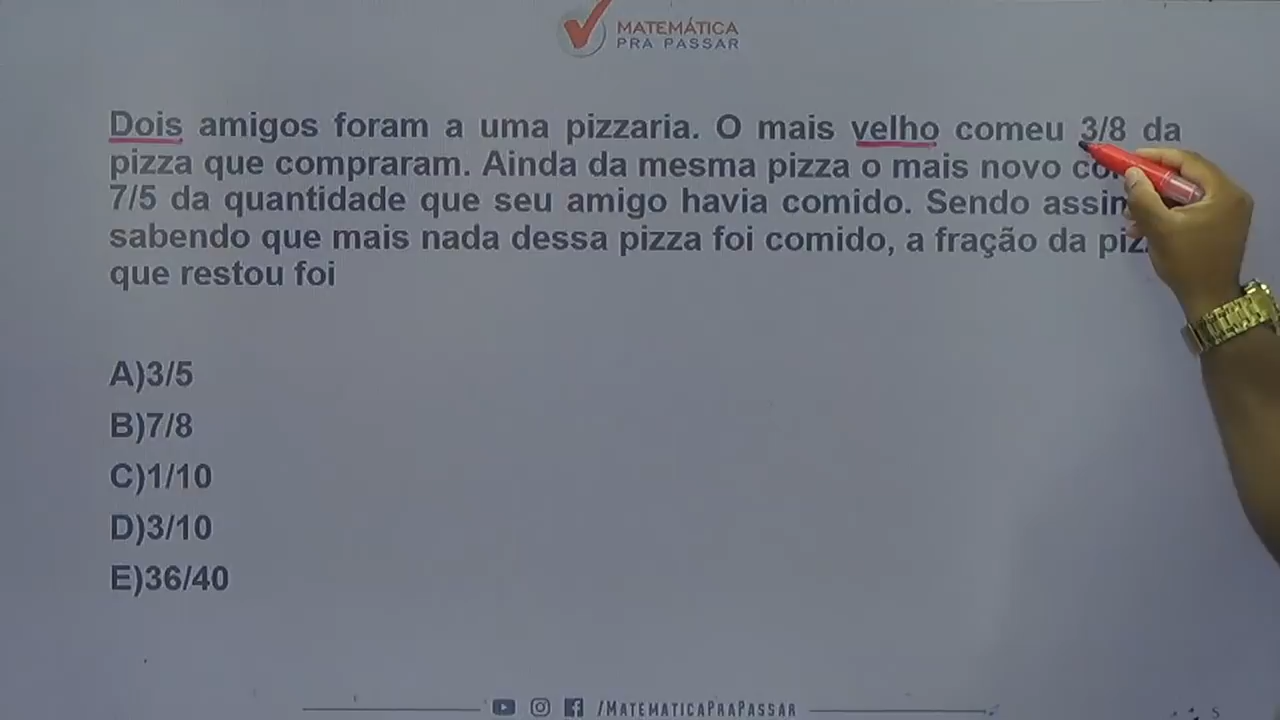 MATEMÁTICA
PRA PASSAR
Dois amigos foram a uma pizzaria. O mais velho comeu 3/8 da
pizza que compraram. Ainda da mesma pizza o mais novo
7/5 da quantidade que seu amigo havia comido. Sendo
sabendo que mais nada dessa pizza foi comido, a fração da
que restou foi
A)3/5
B)7/8
C)1/10
D)3/10
E)36/40
/MATEMATICAPRAPASSAR